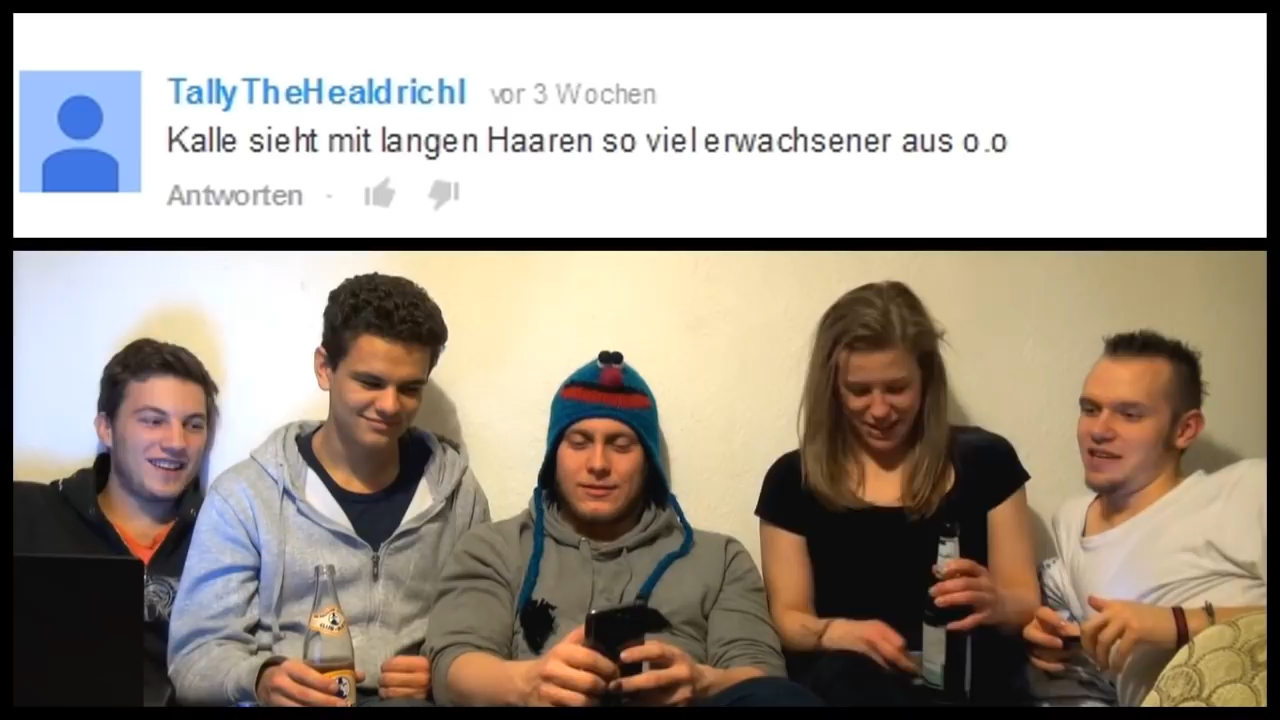 TallyTheHealdrichl vor 3 Wochen
Kalle sieht mit langen Haaren so viel erwachsener aus o.o
Antworten ·